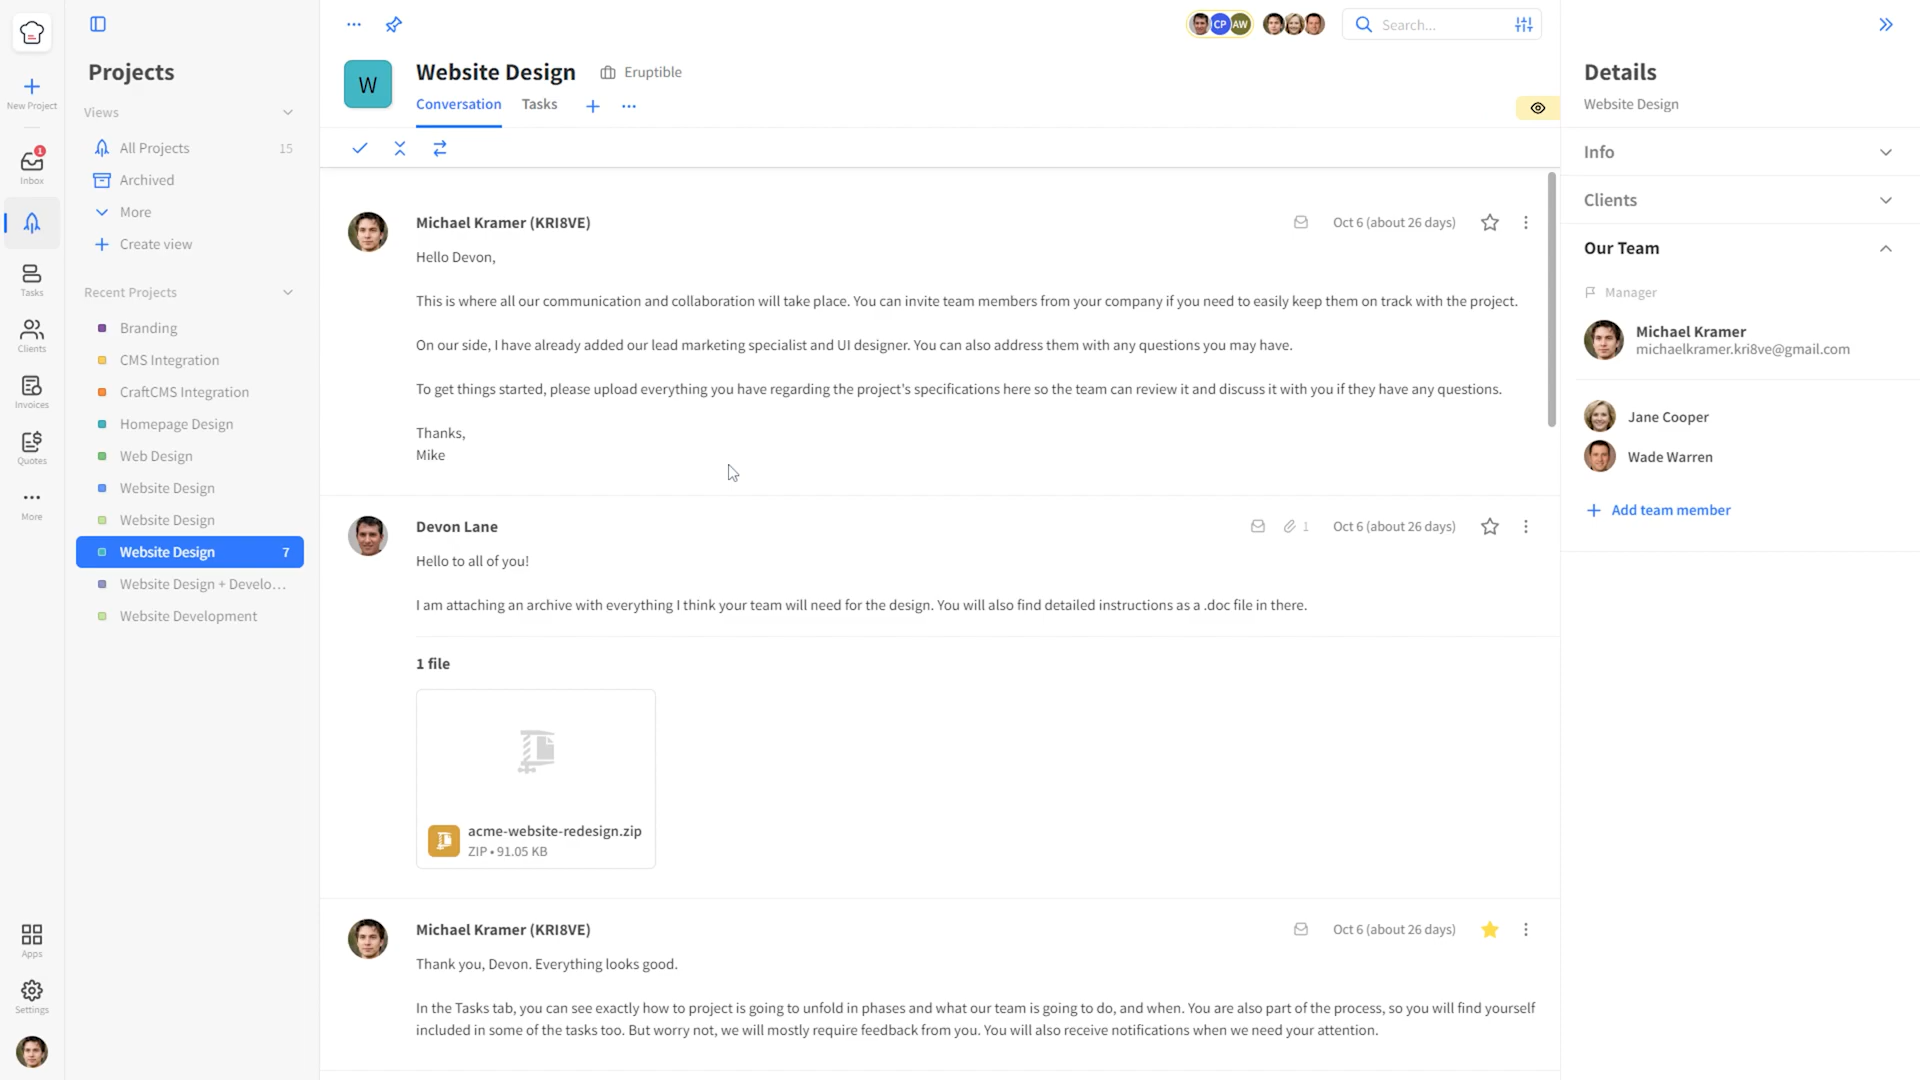 New Project
1
Inbox
Tasks
Clients
Invoices
Quotes
More
Apps
Settings
Projects
Views
All Projects 15
Archived
More
Create view
Recent Projects
Branding
CMS Integration
CraftCMS Integration
Homepage Design
Web Design
Website Design
Website Design
Website Design 7
Website Design + Develo...
Website Development
CP AW
Search...
W
Website Design Eruptible
Conversation Tasks
Michael Kramer (KRI8VE) Oct 6 (about 26 days)
Hello Devon,
This is where all our communication and collaboration will take place. You can invite team members from your company if you need to easily keep them on track with the project.
On our side, I have already added our lead marketing specialist and UI designer. You can also address them with any questions you may have.
To get things started, please upload everything you have regarding the project's specifications here so the team can review it and discuss it with you if they have any questions.
Thanks,
Mike
Devon Lane 1 Oct 6 (about 26 days)
Hello to all of you!
I am attaching an archive with everything I think your team will need for the design. You will also find detailed instructions as a .doc file in there.
1 file
acme-website-redesign.zip
ZIP • 91.05 KB
Michael Kramer (KRI8VE) Oct 6 (about 26 days)
Thank you, Devon. Everything looks good.
In the Tasks tab, you can see exactly how to project is going to unfold in phases and what our team is going to do, and when. You are also part of the process, so you will find yourself
included in some of the tasks too. But worry not, we will mostly require feedback from you. You will also receive notifications when we need your attention.
Details
Website Design
Info
Clients
Our Team
Manager
Michael Kramer
michaelkramer.kri8ve@gmail.com
Jane Cooper
Wade Warren
Add team member